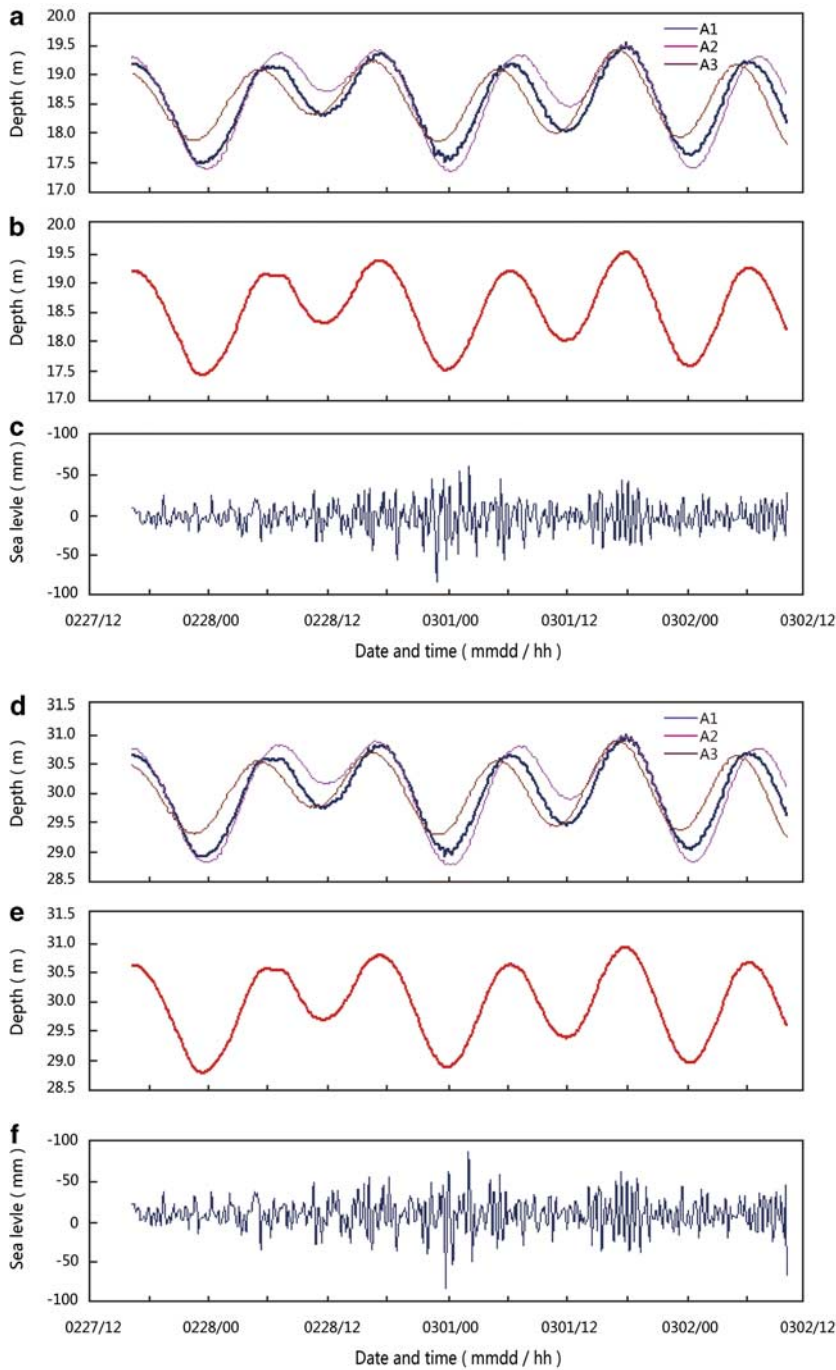 a
20.0
19.5
19.0
18.5
18.0
17.5
17.0
Depth ( m )
A1
A2
A3
b
20.0
19.5
19.0
18.5
18.0
17.5
17.0
Depth ( m )
c
-100
-50
0
-50
-100
Sea levle ( mm )
0227/12 0228/00 0228/12 0301/00 0301/12 0302/00 0302/12
Date and time ( mmdd / hh )
d
31.5
31.0
30.5
30.0
29.5
29.0
28.5
Depth ( m )
A1
A2
A3
e
31.5
31.0
30.5
30.0
29.5
29.0
28.5
Depth ( m )
f
-100
-50
0
-50
-100
Sea levle ( mm )
0227/12 0228/00 0228/12 0301/00 0301/12 0302/00 0302/12
Date and time ( mmdd / hh )